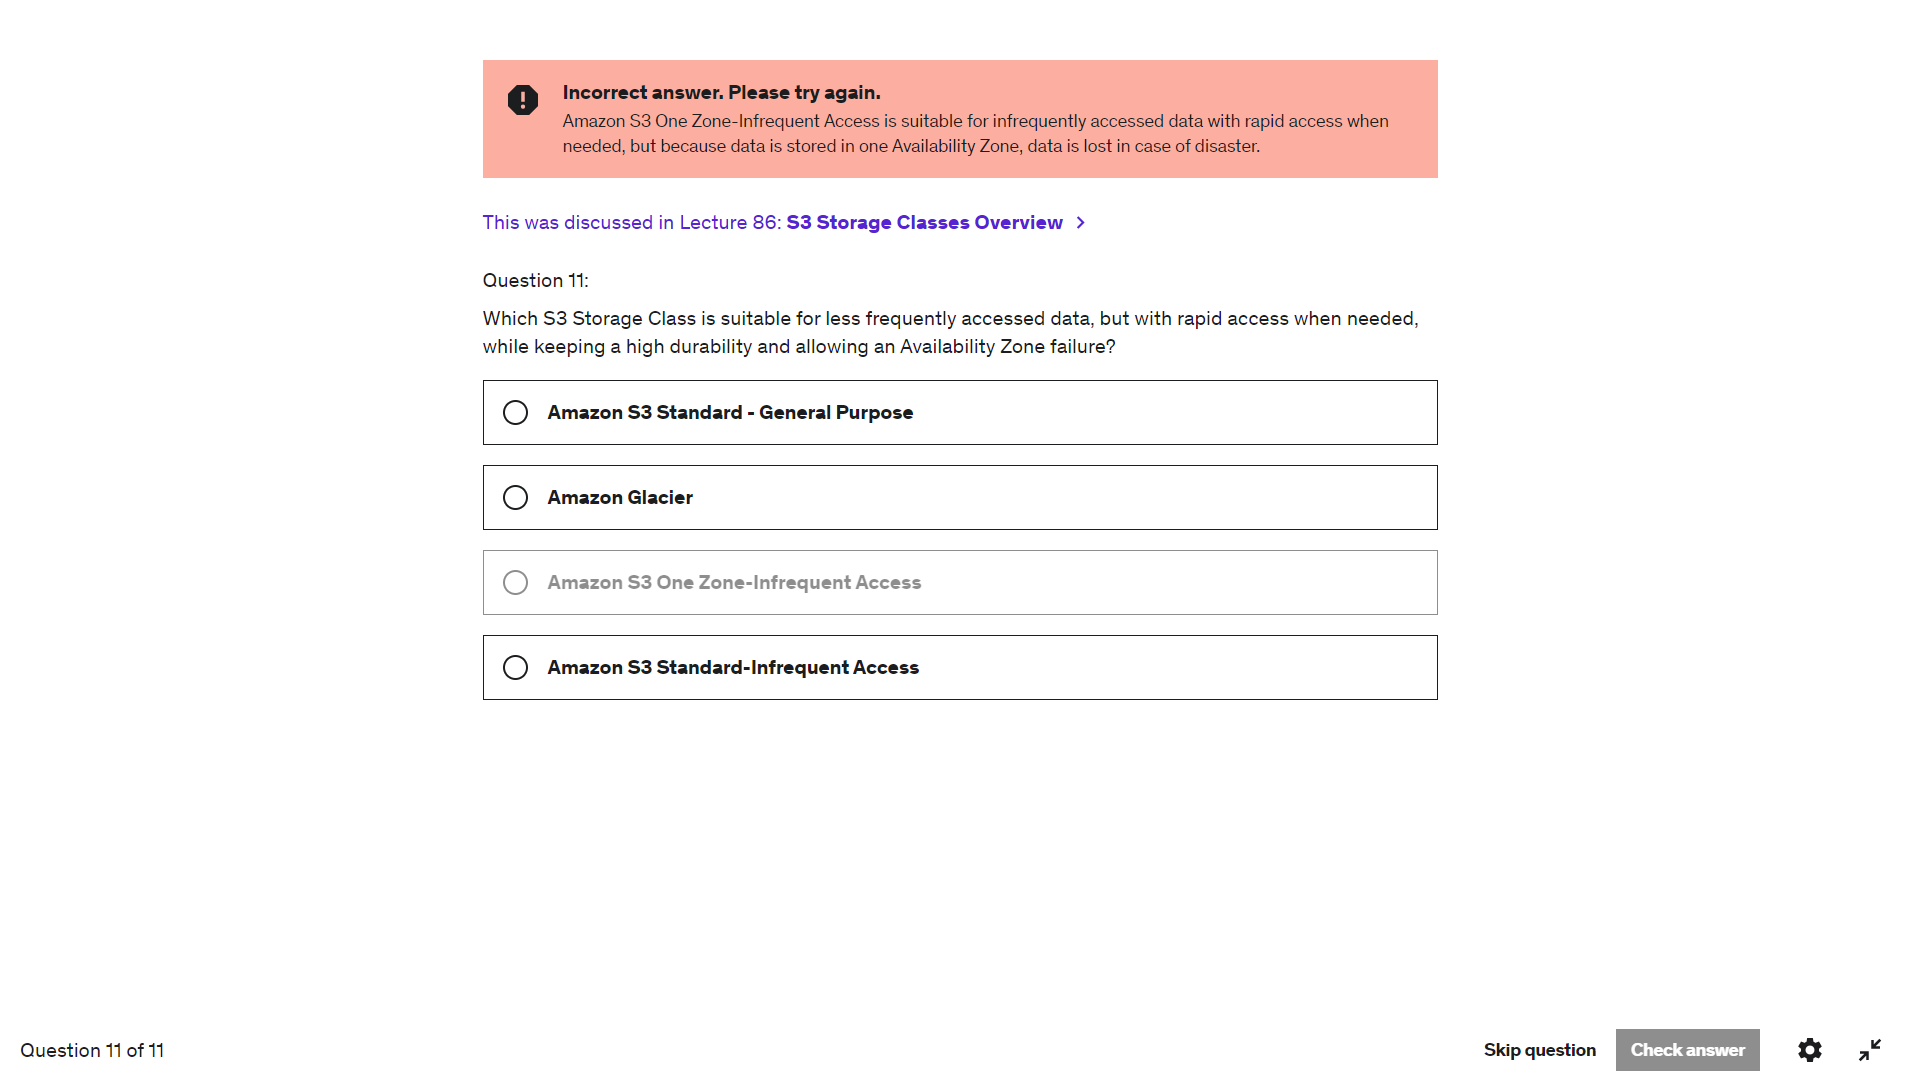 Incorrect answer. Please try again.
Amazon S3 One Zone-Infrequent Access is suitable for infrequently accessed data with rapid access when
needed, but because data is stored in one Availability Zone, data is lost in case of disaster.
This was discussed in Lecture 86: S3 Storage Classes Overview
Question 11:
Which S3 Storage Class is suitable for less frequently accessed data, but with rapid access when needed,
while keeping a high durability and allowing an Availability Zone failure?
Amazon S3 Standard - General Purpose
Amazon Glacier
Amazon S3 One Zone-Infrequent Access
Amazon S3 Standard-Infrequent Access
Question 11 of 11
Skip question
Check answer